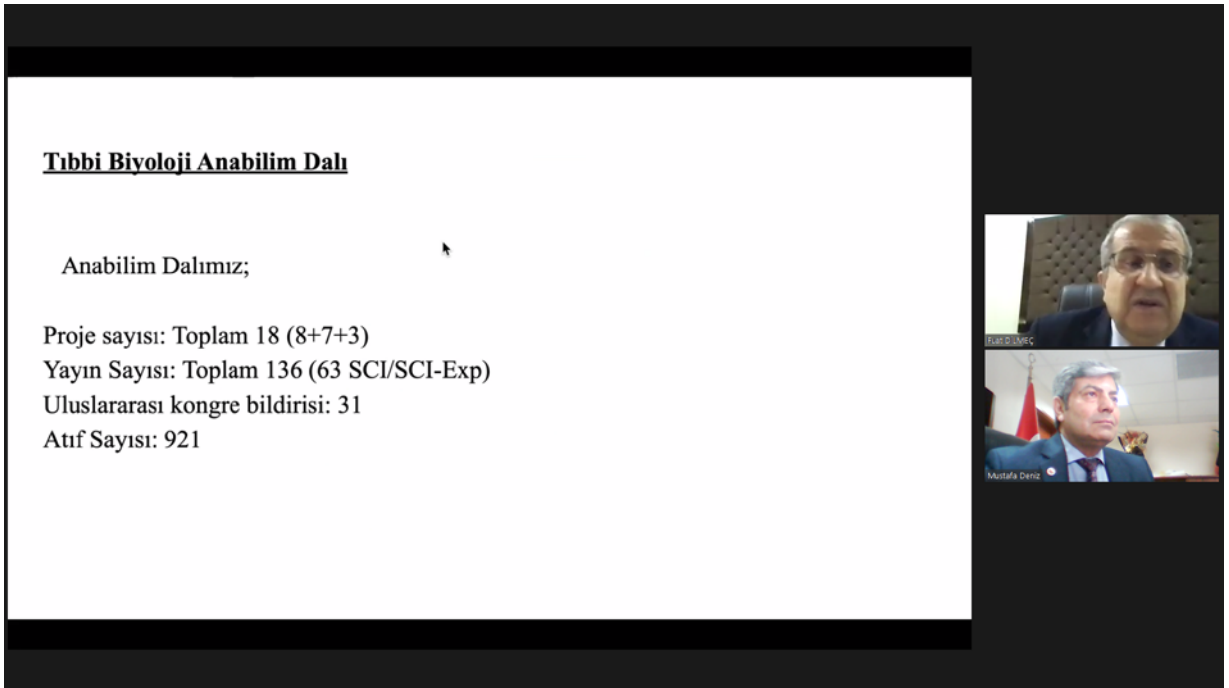 Tıbbi Biyoloji Anabilim Dalı
Anabilim Dalımız;
Proje sayısı: Toplam 18 (8+7+3)
Yayın Sayısı: Toplam 136 (63 SCI/SCI-Exp)
Uluslararası kongre bildirisi: 31
Atıf Sayısı: 921
Mustafa Deniz